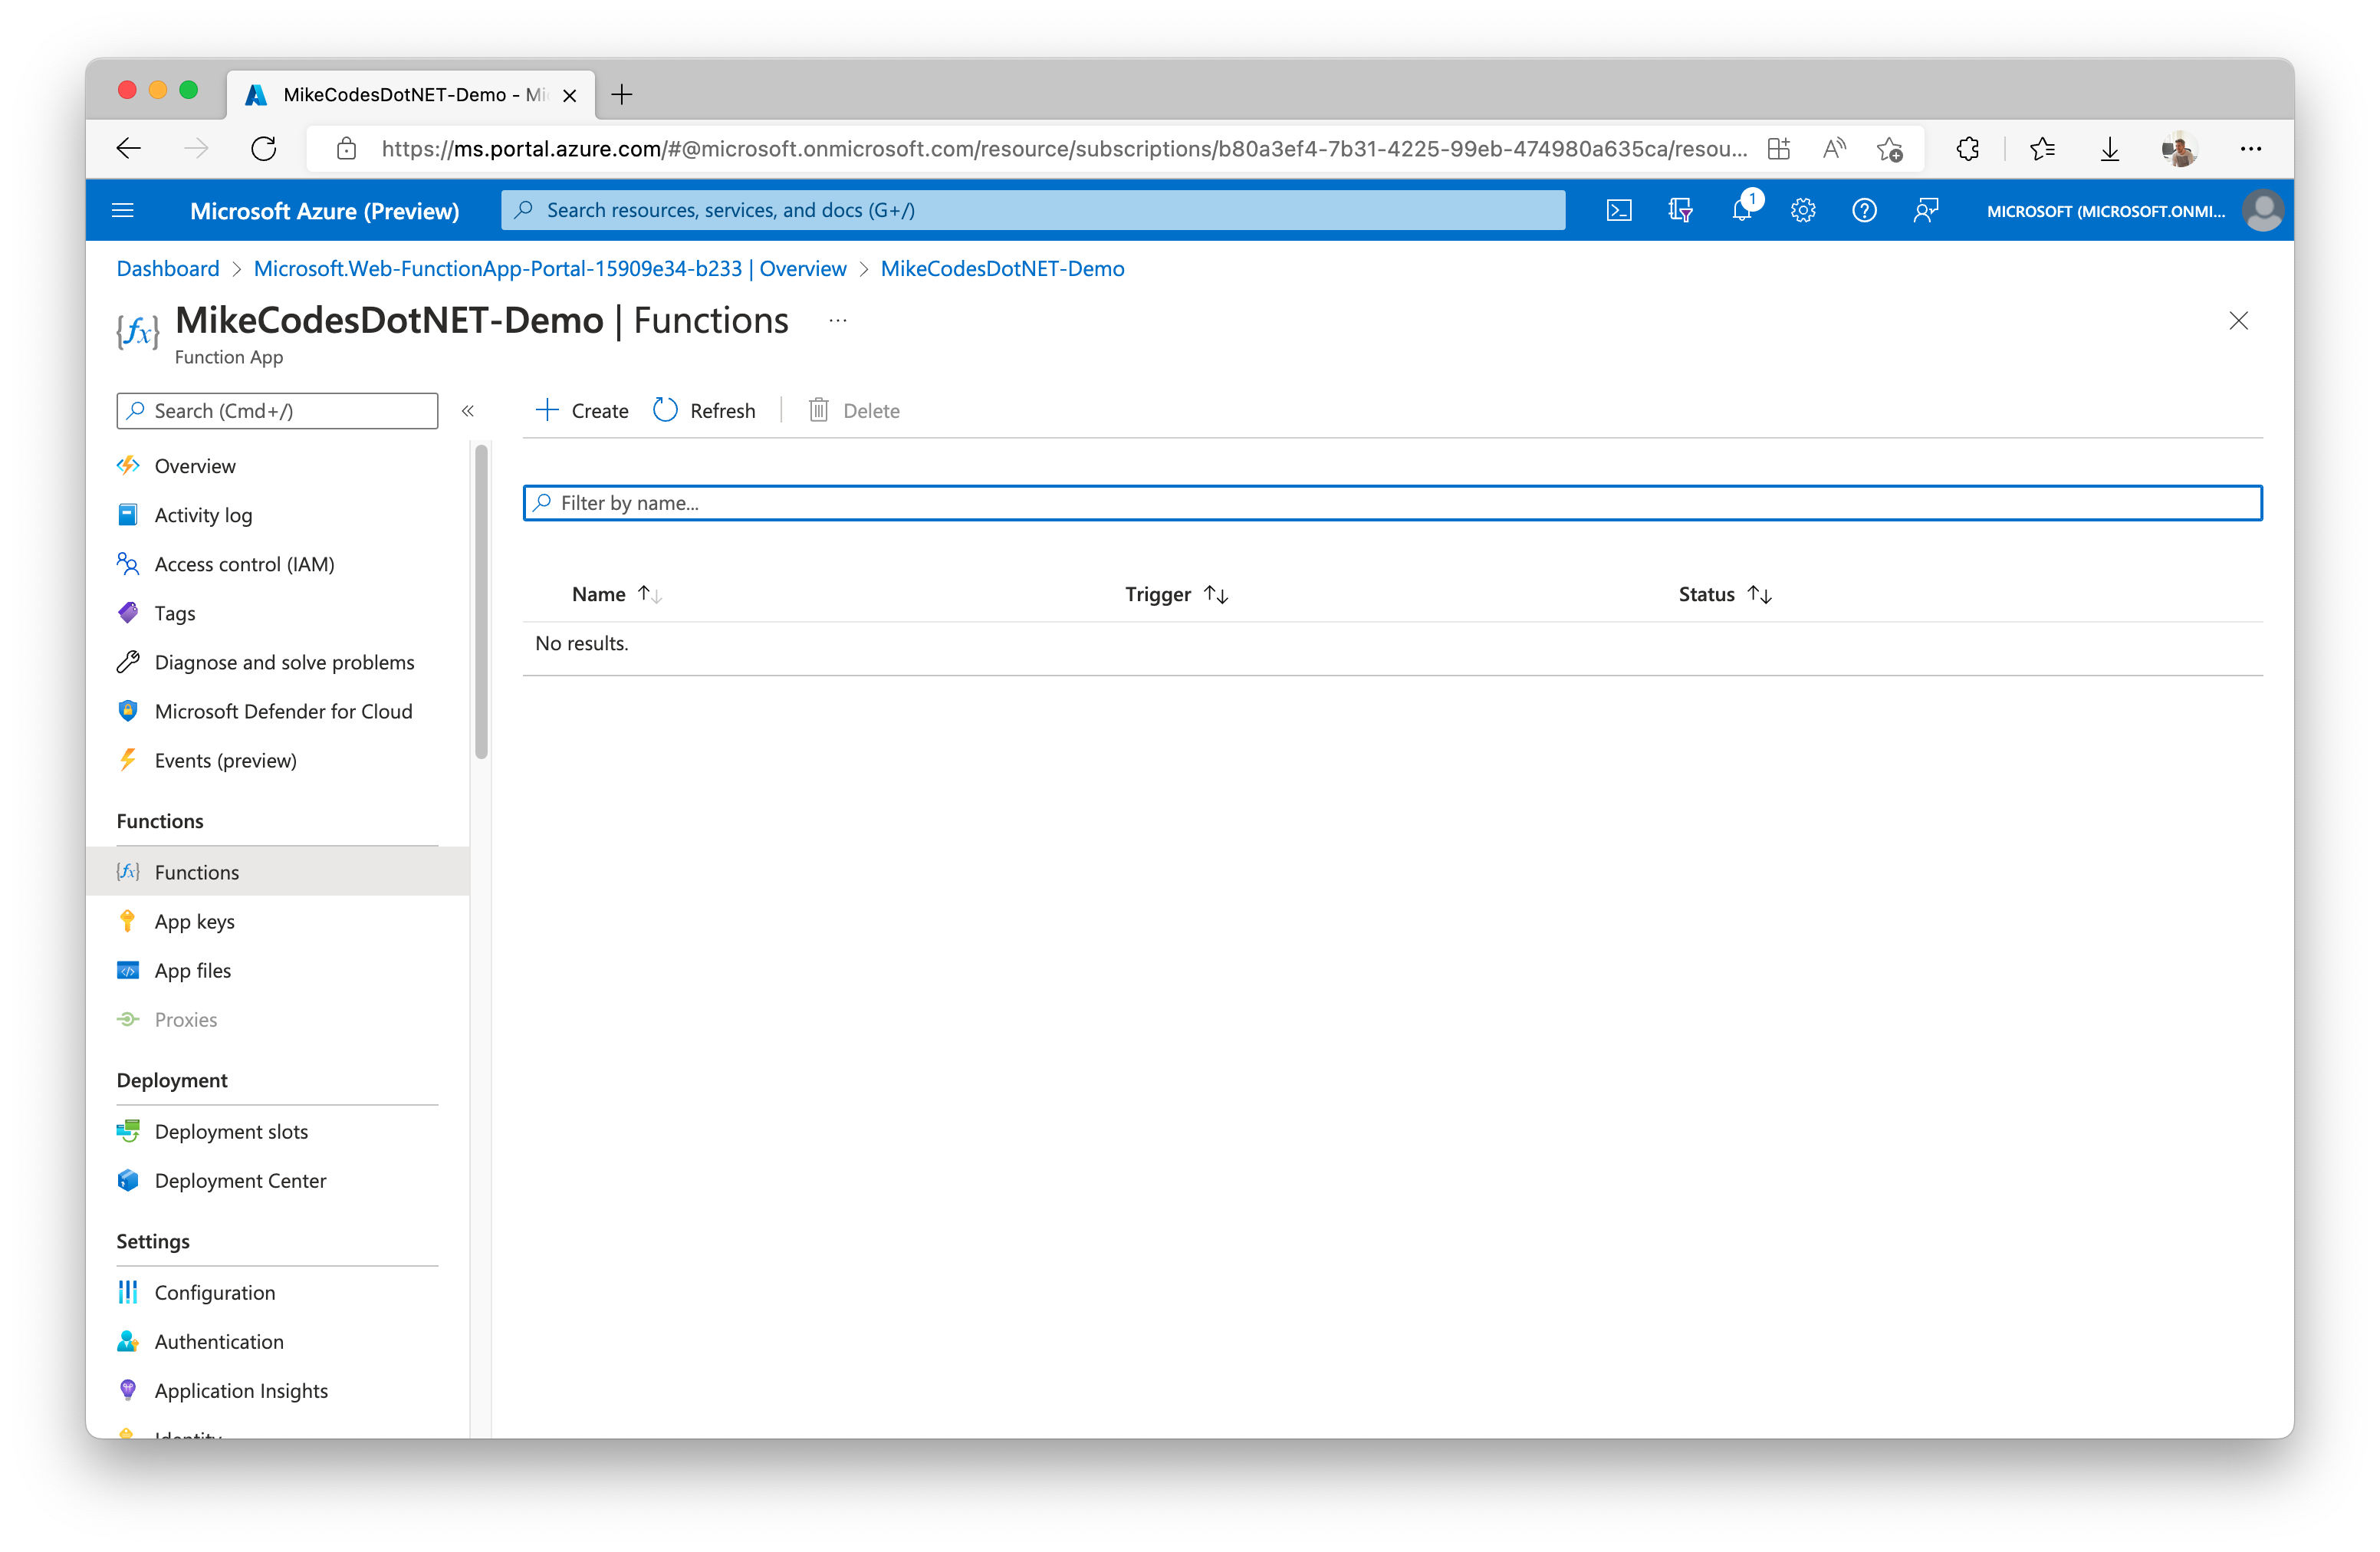 MikeCodesDotNET-Demo - Mi
https://ms.portal.azure.com/#@microsoft.onmicrosoft.com/resource/subscriptions/b80a3ef4-7b31-4225-99eb-474980a635ca/resou...
Microsoft Azure (Preview)
Search resources, services, and docs (G+/)
1
MICROSOFT (MICROSOFT.ONMI...
Dashboard > Microsoft.Web-FunctionApp-Portal-15909e34-b233 | Overview > MikeCodesDotNET-Demo
MikeCodesDotNET-Demo | Functions ...
Function App
Search (Cmd+/)
Create
Refresh
Delete
Overview
Activity log
Access control (IAM)
Tags
Diagnose and solve problems
Microsoft Defender for Cloud
Events (preview)
Functions
Functions
App keys
App files
Proxies
Deployment
Deployment slots
Deployment Center
Settings
Configuration
Authentication
Application Insights
Identity
Filter by name...
Name
Trigger
Status
No results.